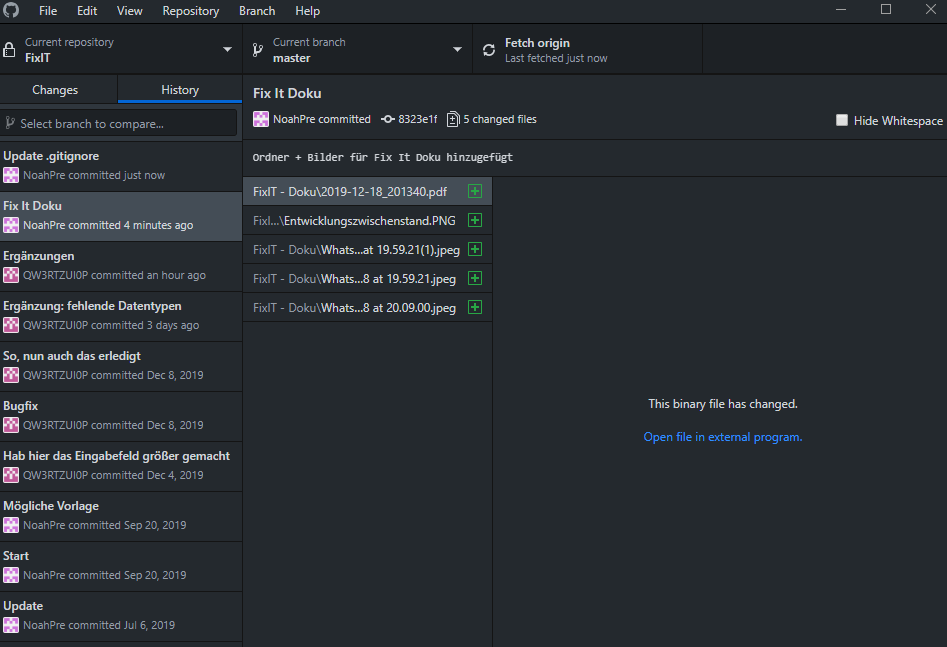 File Edit View Repository Branch Help
Current repository
FixIT
Current branch
master
Fetch origin
Last fetched just now
Changes
History
Select branch to compare...
Update .gitignore
NoahPre committed just now
Fix It Doku
NoahPre committed 4 minutes ago
Ergänzungen
QW3RTZUI0P committed an hour ago
Ergänzung: fehlende Datentypen
QW3RTZUI0P committed 3 days ago
So, nun auch das erledigt
QW3RTZUI0P committed Dec 8, 2019
Bugfix
QW3RTZUI0P committed Dec 8, 2019
Hab hier das Eingabefeld größer gemacht
QW3RTZUI0P committed Dec 4, 2019
Mögliche Vorlage
NoahPre committed Sep 20, 2019
Start
NoahPre committed Sep 20, 2019
Update
NoahPre committed Jul 6, 2019
Fix It Doku
NoahPre committed 8323e1f 5 changed files
Hide Whitespace
Ordner + Bilder für Fix It Doku hinzugefügt
FixIT - Doku\2019-12-18_201340.pdf
FixI...\Entwicklungszwischenstand.PNG
FixIT - Doku\Whats...at 19.59.21(1).jpeg
FixIT - Doku\Whats...8 at 19.59.21.jpeg
FixIT - Doku\Whats...8 at 20.09.00.jpeg
This binary file has changed.
Open file in external program.